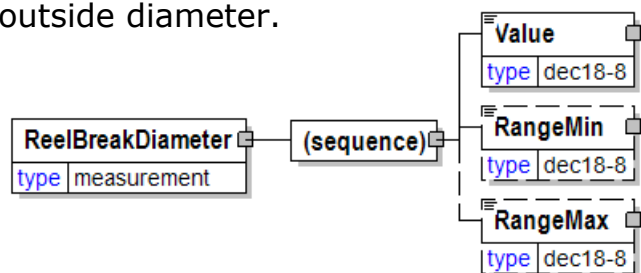 outside diameter.
Value
type dec18-8
ReelBreakDiameter
type measurement
(sequence)
RangeMin
type dec18-8
RangeMax
type dec18-8